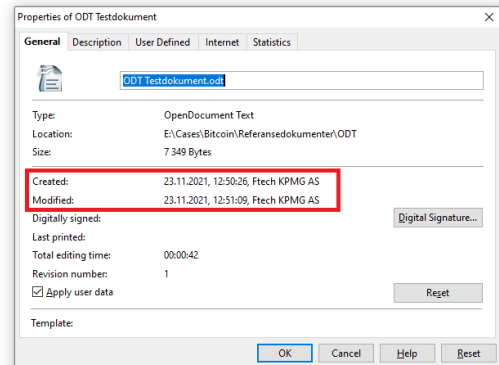 Properties of ODT Testdokument
General Description User Defined Internet Statistics
ODT Testdokument.odt
Type: OpenDocument Text
Location: E:\Cases\Bitcoin\Referansedokumenter\ODT
Size: 7 349 Bytes
Created: 23.11.2021, 12:50:26, Ftech KPMG AS
Modified: 23.11.2021, 12:51:09, Ftech KPMG AS
Digitally signed: Digital Signature...
Last printed:
Total editing time: 00:00:42
Revision number: 1
Apply user data Reset
Template:
OK Cancel Help Reset